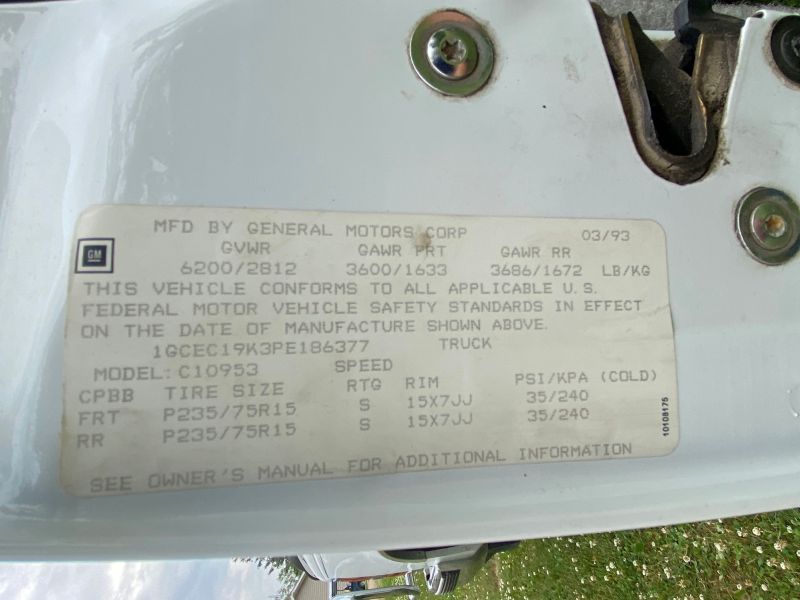 MFD BY GENERAL MOTORS CORP 03/93
GVWR GAWR FRT GAWR RR
GM
6200/2812 3600/1633 3686/1672 LB/KG
THIS VEHICLE CONFORMS TO ALL APPLICABLE U.S.
FEDERAL MOTOR VEHICLE SAFETY STANDARDS IN EFFECT
ON THE DATE OF MANUFACTURE SHOWN ABOVE.
1GCEC19K3PE186377 TRUCK
MODEL: C10953 SPEED
CPBB TIRE SIZE RTG RIM PSI/KPA (COLD)
FRT P235/75R15 S 15X7JJ 35/240
RR P235/75R15 S 15X7JJ 35/240
10108175
SEE OWNER'S MANUAL FOR ADDITIONAL INFORMATION